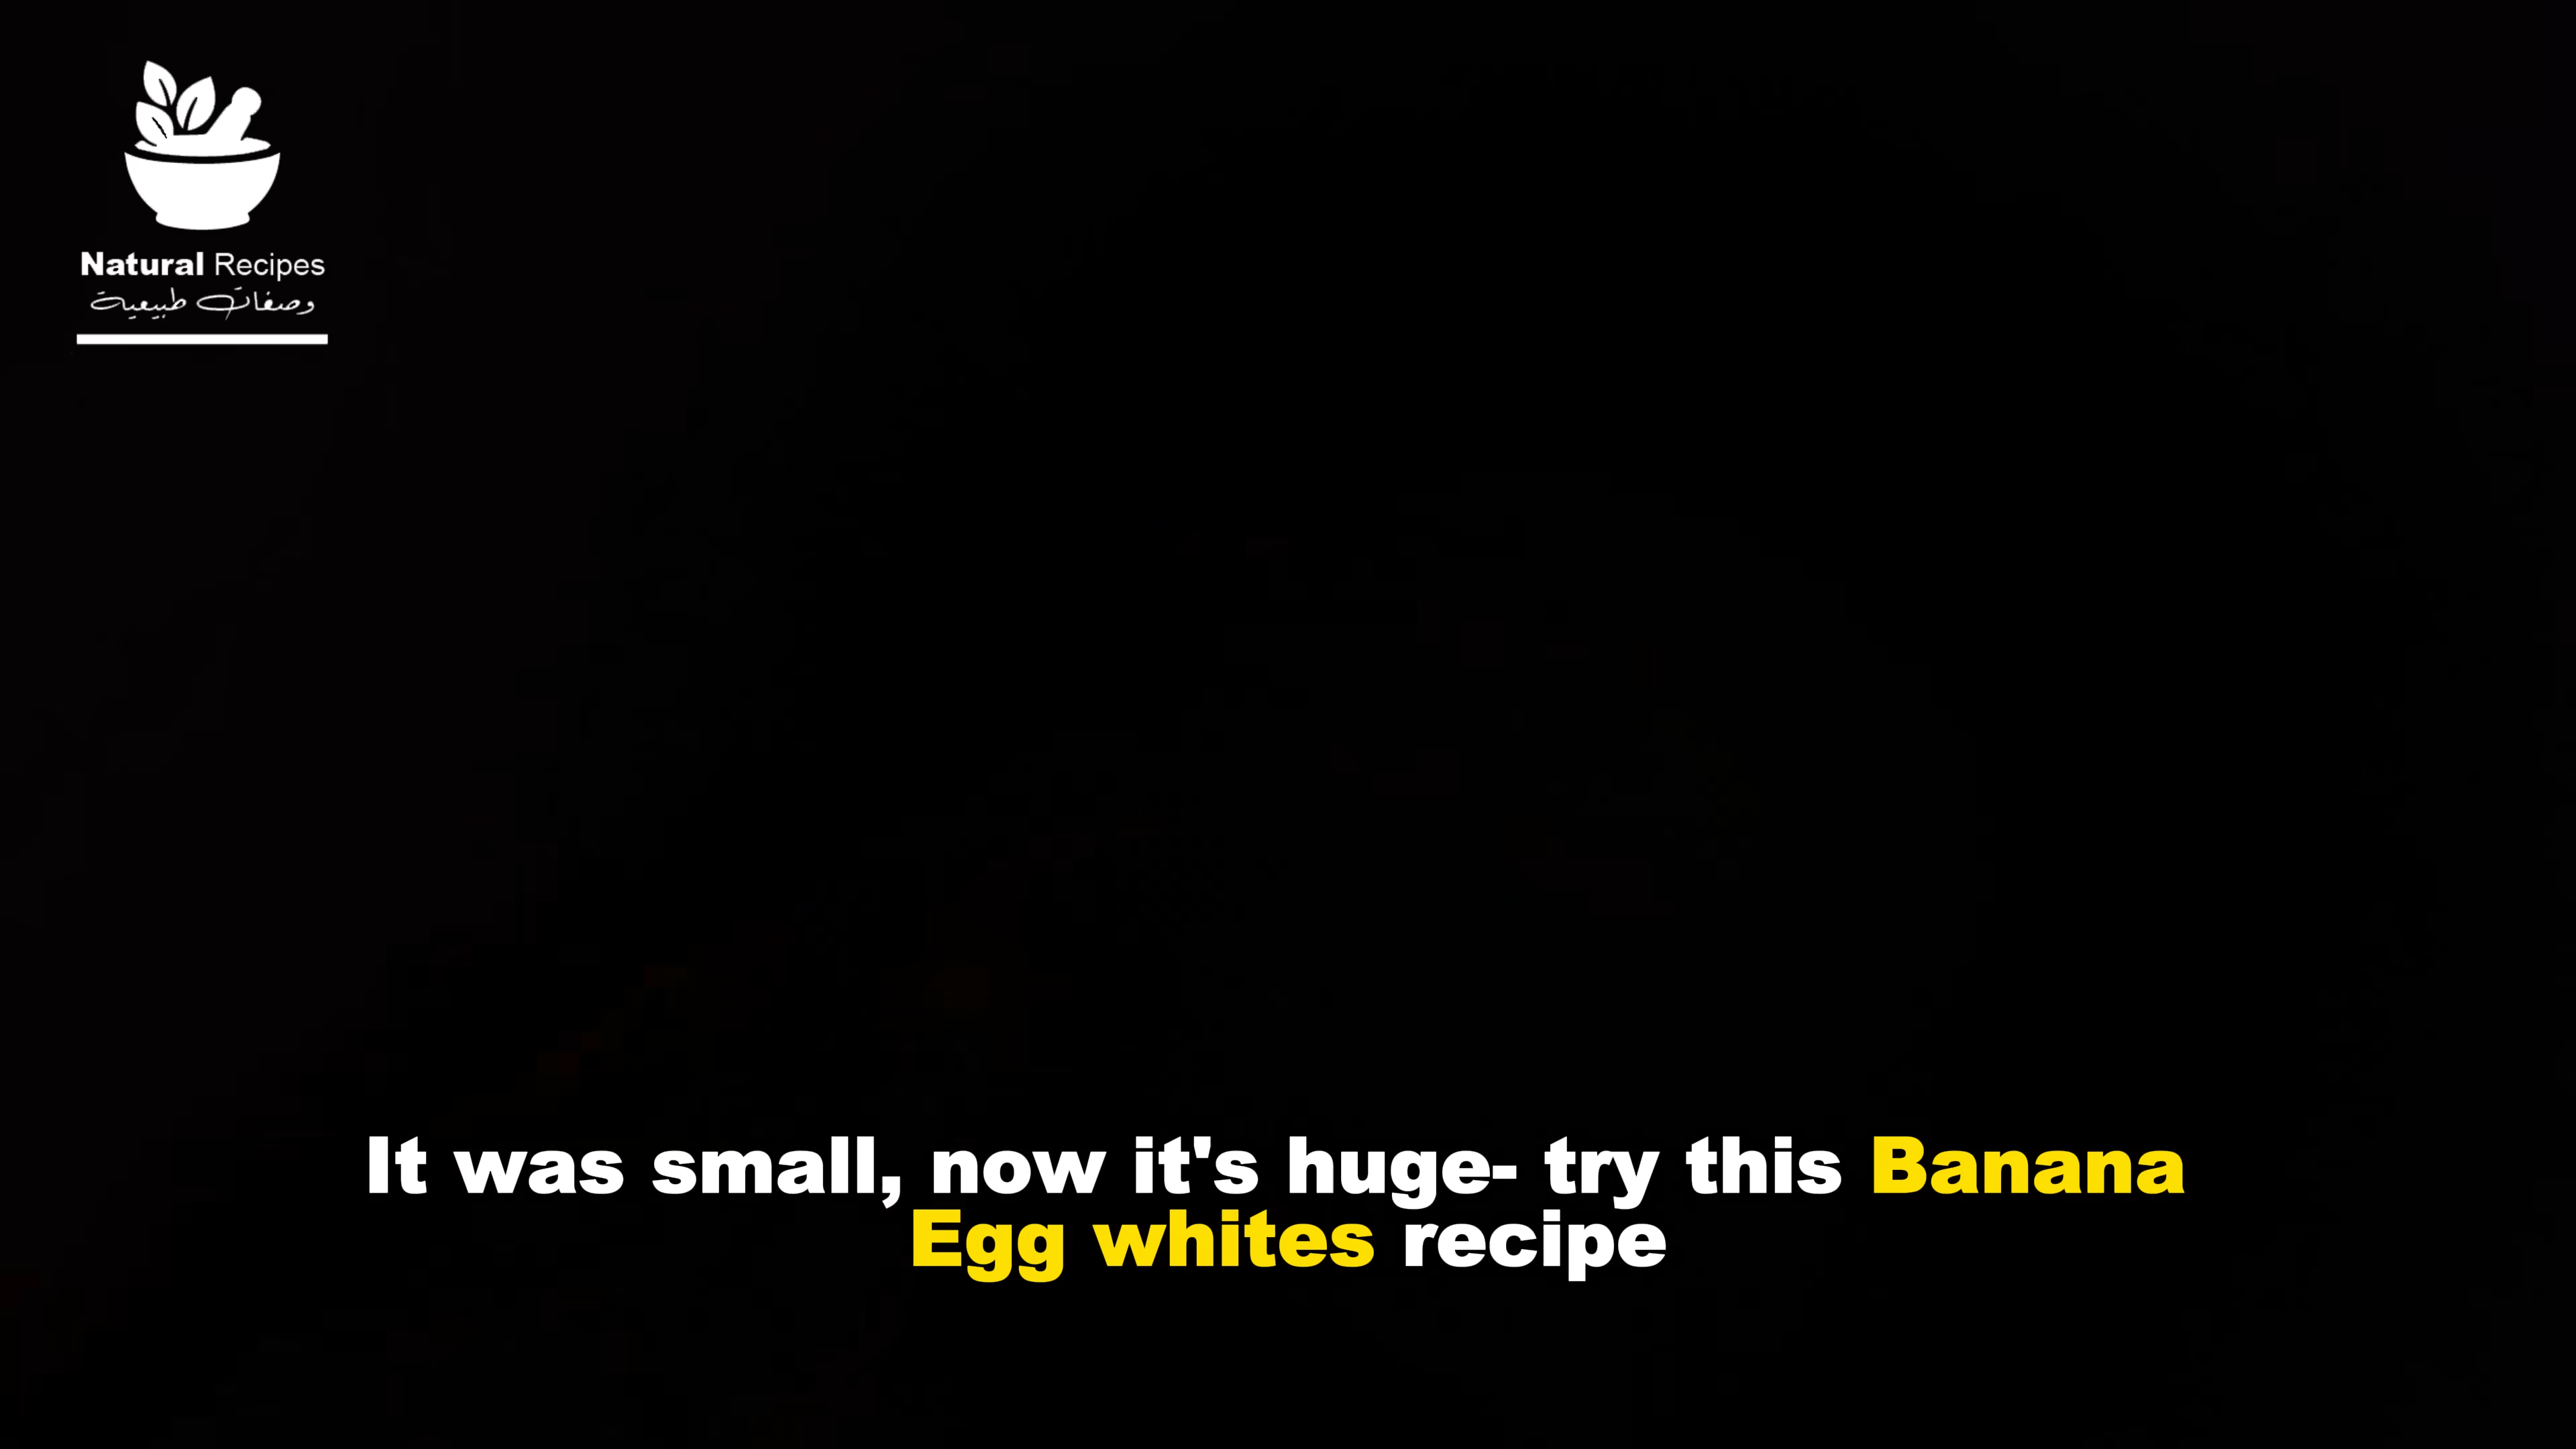 Natural Recipes
وصفات طبيعية
It was small, now it's huge- try this Banana
Egg whites recipe